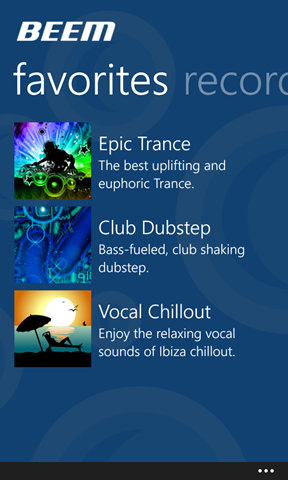 BEEM
favorites recorc
Epic Trance
The best uplifting and
euphoric Trance.
Club Dubstep
Bass-fueled, club shaking
dubstep.
Vocal Chillout
Enjoy the relaxing vocal
sounds of Ibiza chillout.